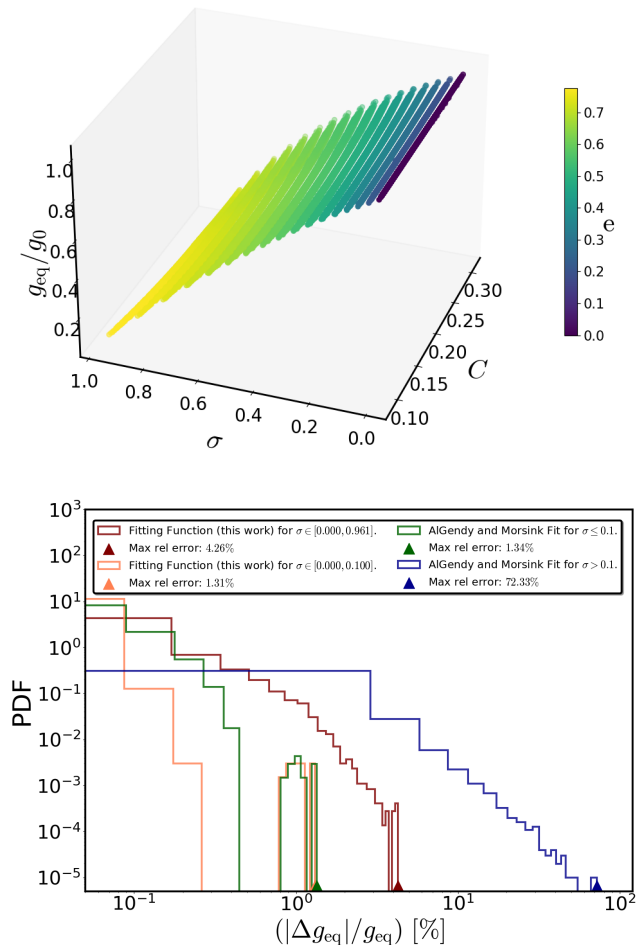 1.0
0.8
0.6
0.4
0.2
g_eq/g_0
1.0
0.8
0.6
0.4
0.2
0.0
σ
0.10
0.15
0.20
0.25
0.30
C
0.7
0.6
0.5
0.4
0.3
0.2
0.1
0.0
e
Fitting Function (this work) for σ∈[0.000,0.961].
Max rel error: 4.26%
Fitting Function (this work) for σ∈[0.000,0.100].
Max rel error: 1.31%
AlGendy and Morsink Fit for σ≤0.1.
Max rel error: 1.34%
AlGendy and Morsink Fit for σ>0.1.
Max rel error: 72.33%
10^3
10^2
10^1
10^0
10^−1
10^−2
10^−3
10^−4
10^−5
PDF
10^−1
10^0
10^1
10^2
(|Δg_eq|/g_eq) [%]